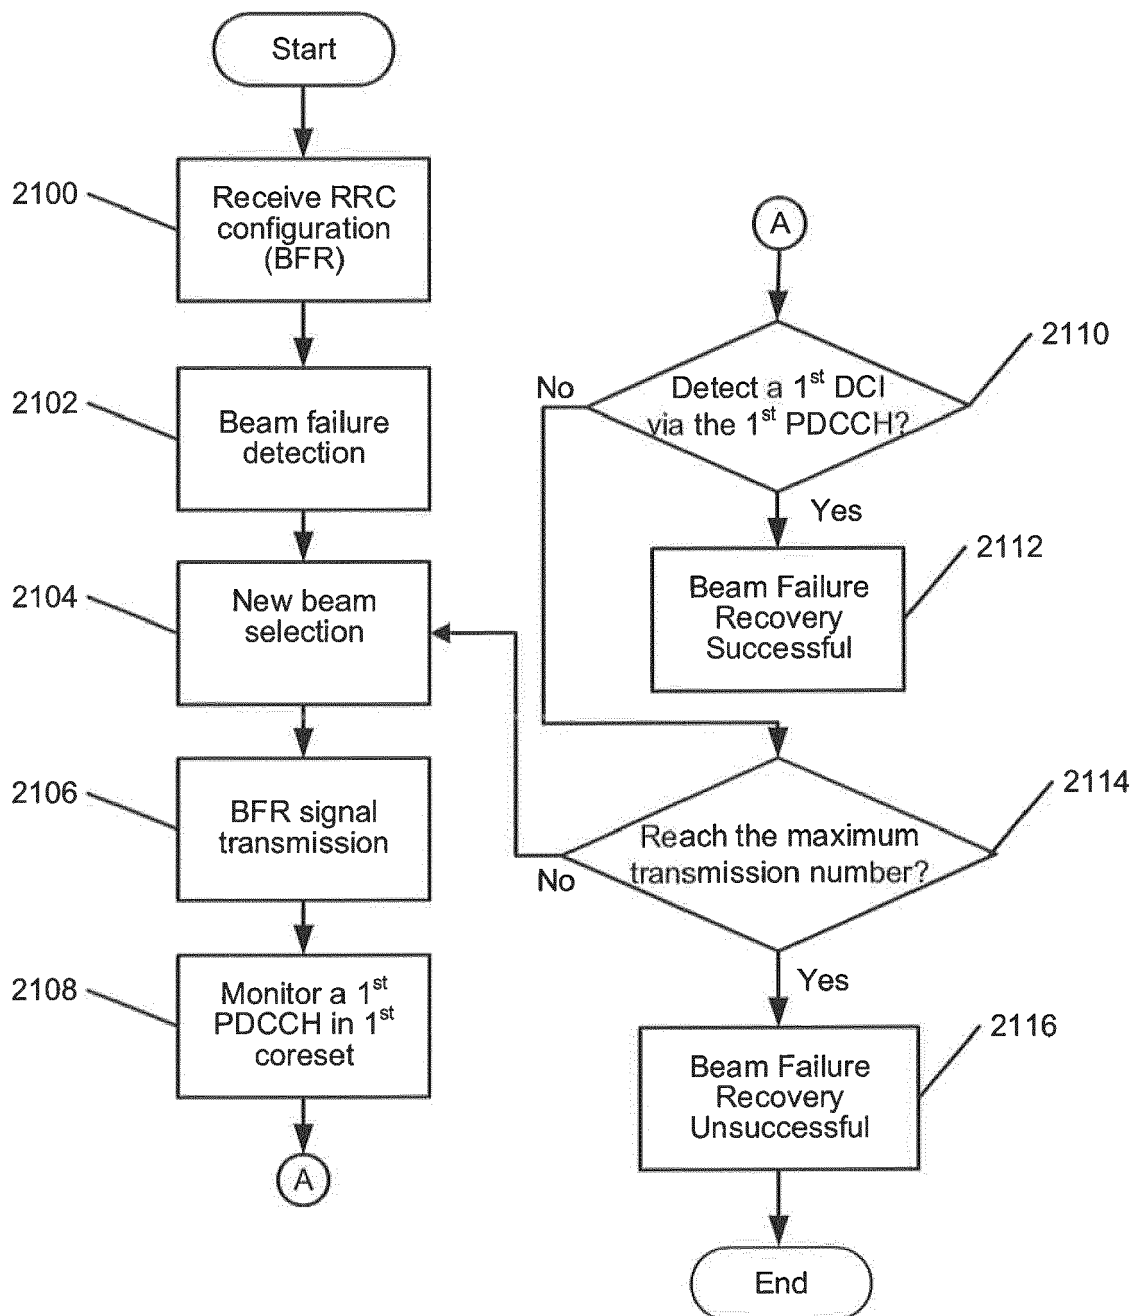 Start
2100
Receive RRC
configuration
(BFR)
2102
Beam failure
detection
2104
New beam
selection
2106
BFR signal
transmission
2108
Monitor a 1st
PDCCH in 1st
coreset
A
A
2110
Detect a 1st DCI
via the 1st PDCCH?
No
Yes
2112
Beam Failure
Recovery
Successful
2114
Reach the maximum
transmission number?
No
Yes
2116
Beam Failure
Recovery
Unsuccessful
End